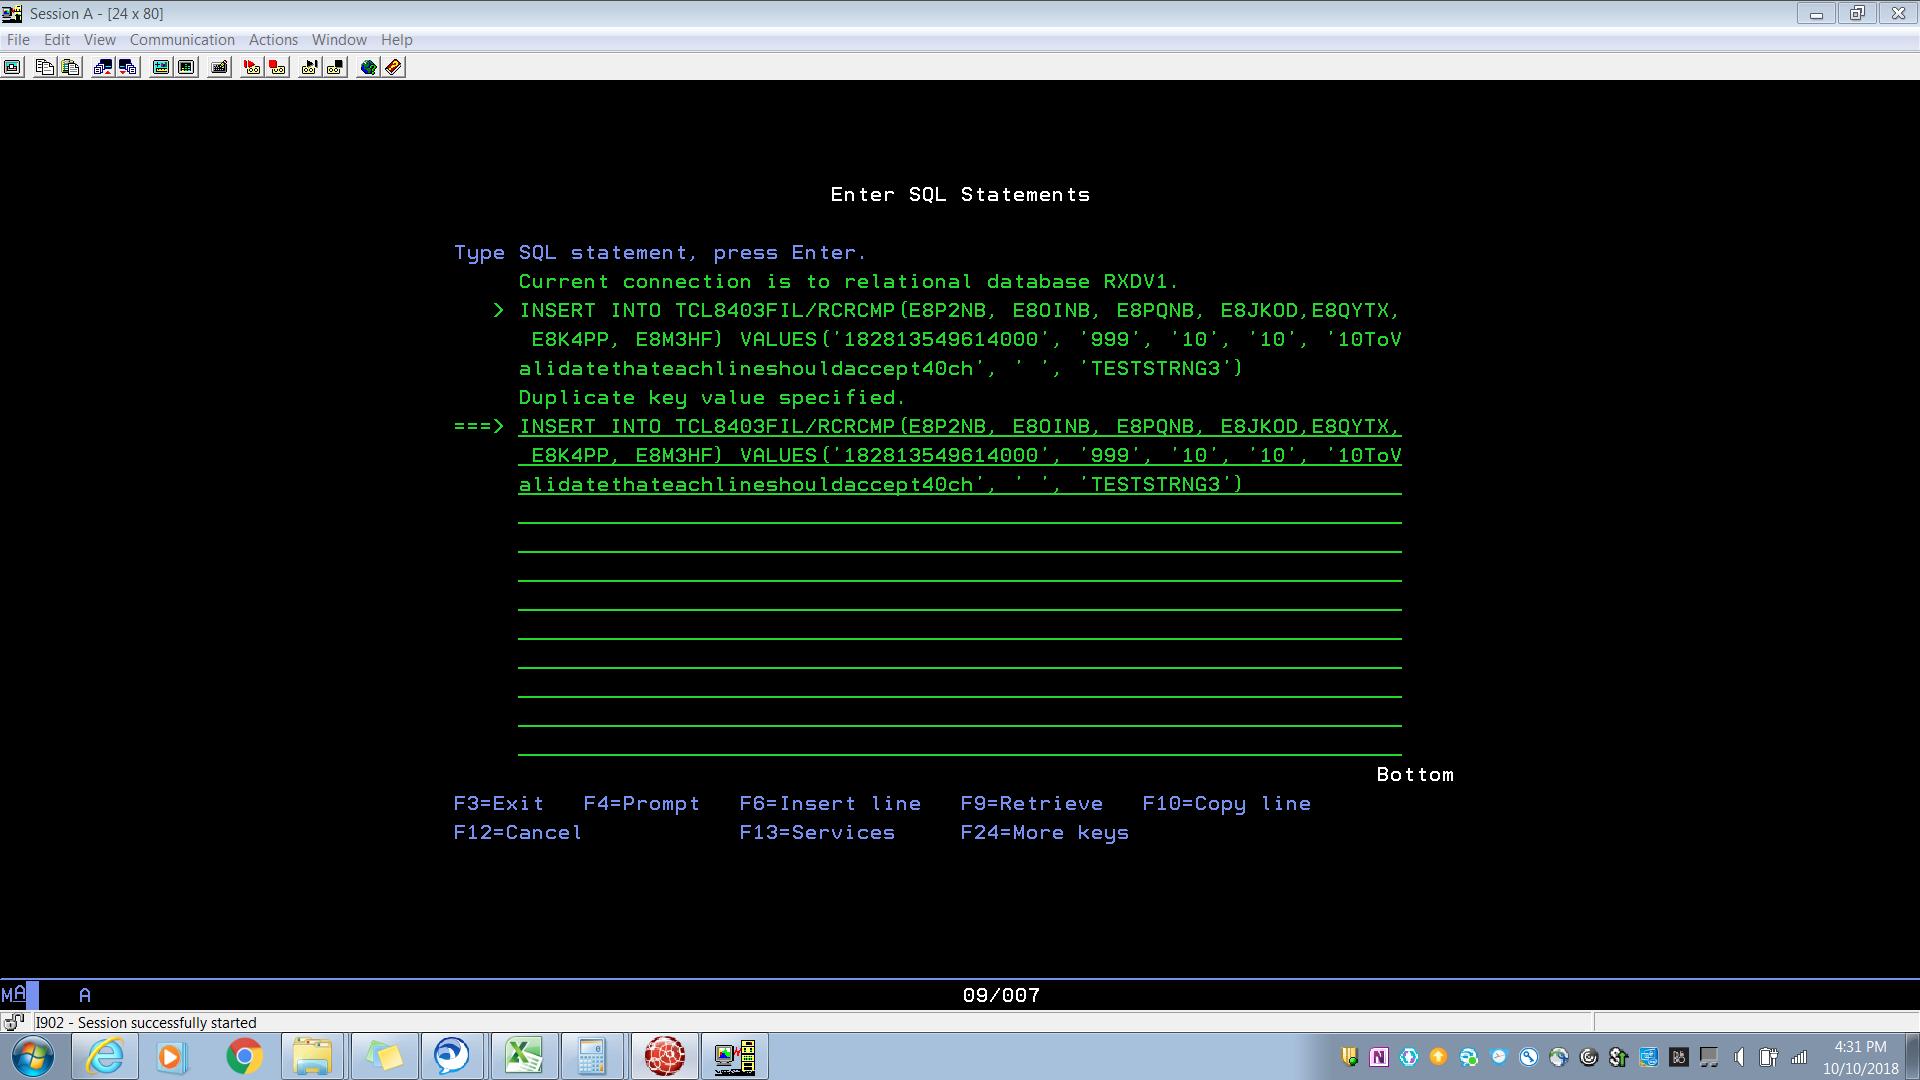 Session A - [24 x 80]
File Edit View Communication Actions Window Help
Enter SQL Statements
Type SQL statement, press Enter.
Current connection is to relational database RXDV1.
> INSERT INTO TCL8403FIL/RCRCMP(E8P2NB, E8OINB, E8PQNB, E8JKOD,E8QYTX,
E8K4PP, E8M3HF) VALUES('182813549614000', '999', '10', '10', '10ToV
alidatethateachlineshouldaccept40ch', ' ', 'TESTSTRNG3')
Duplicate key value specified.
===> INSERT INTO TCL8403FIL/RCRCMP(E8P2NB, E8OINB, E8PQNB, E8JKOD,E8QYTX,
E8K4PP, E8M3HF) VALUES('182813549614000', '999', '10', '10', '10ToV
alidatethateachlineshouldaccept40ch', ' ', 'TESTSTRNG3')
Bottom
F3=Exit F4=Prompt F6=Insert line F9=Retrieve F10=Copy line
F12=Cancel F13=Services F24=More keys
MA A 09/007
I902 - Session successfully started
4:31 PM
10/10/2018